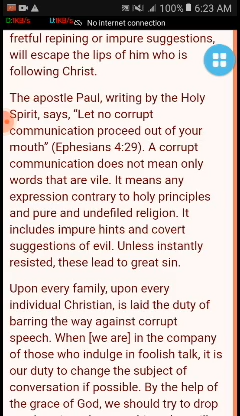 100% 6:23 AM
0:1KB/s, U:1KB/s No internet connection
fretful repining or impure suggestions,
will escape the lips of him who is
following Christ.
The apostle Paul, writing by the Holy
Spirit, says, “Let no corrupt
communication proceed out of your
mouth” (Ephesians 4:29). A corrupt
communication does not mean only
words that are vile. It means any
expression contrary to holy principles
and pure and undefiled religion. It
includes impure hints and covert
suggestions of evil. Unless instantly
resisted, these lead to great sin.
Upon every family, upon every
individual Christian, is laid the duty of
barring the way against corrupt
speech. When [we are] in the company
of those who indulge in foolish talk, it is
our duty to change the subject of
conversation if possible. By the help of
the grace of God, we should try to drop